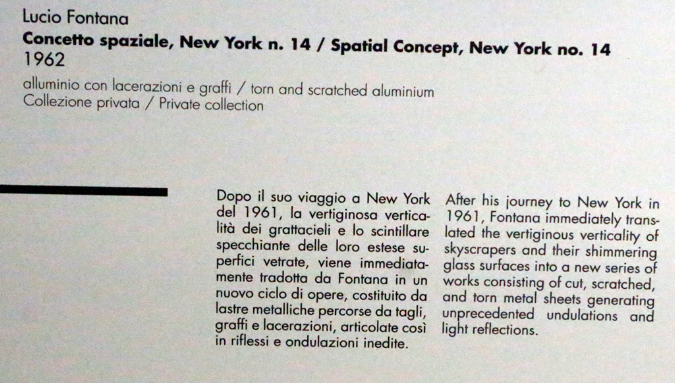 Lucio Fontana
Concetto spaziale, New York n. 14 / Spatial Concept, New York no. 14
1962
alluminio con lacerazioni e graffi / torn and scratched aluminium
Collezione privata / Private collection
Dopo il suo viaggio a New York
del 1961, la vertiginosa vertica-
lità dei grattacieli e lo scintillare
specchiante delle loro estese su-
perfici vetrate, viene immediata-
mente tradotta da Fontana in un
nuovo ciclo di opere, costituito da
lastre metalliche percorse da tagli,
graffi e lacerazioni, articolate così
in riflessi e ondulazioni inedite.
After his journey to New York in
1961, Fontana immediately trans-
lated the vertiginous verticality of
skyscrapers and their shimmering
glass surfaces into a new series of
works consisting of cut, scratched,
and torn metal sheets generating
unprecedented undulations and
light reflections.